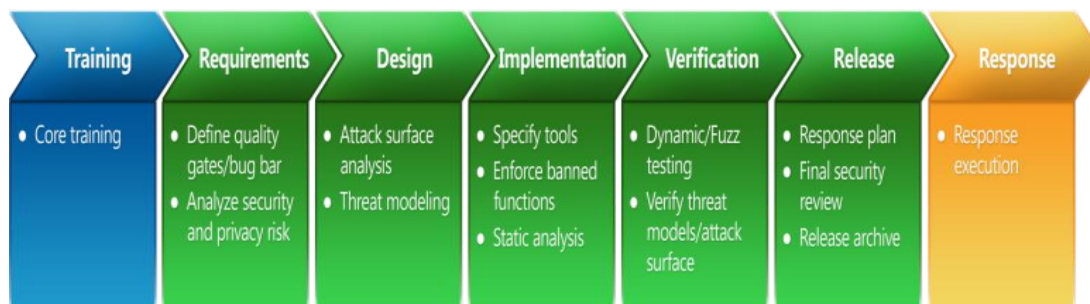 Training
Requirements
Design
Implementation
Verification
Release
Response
• Core training
• Define quality
gates/bug bar
• Analyze security
and privacy risk
• Attack surface
analysis
• Threat modeling
• Specify tools
• Enforce banned
functions
• Static analysis
• Dynamic/Fuzz
testing
• Verify threat
models/attack
surface
• Response plan
• Final security
review
• Release archive
• Response
execution